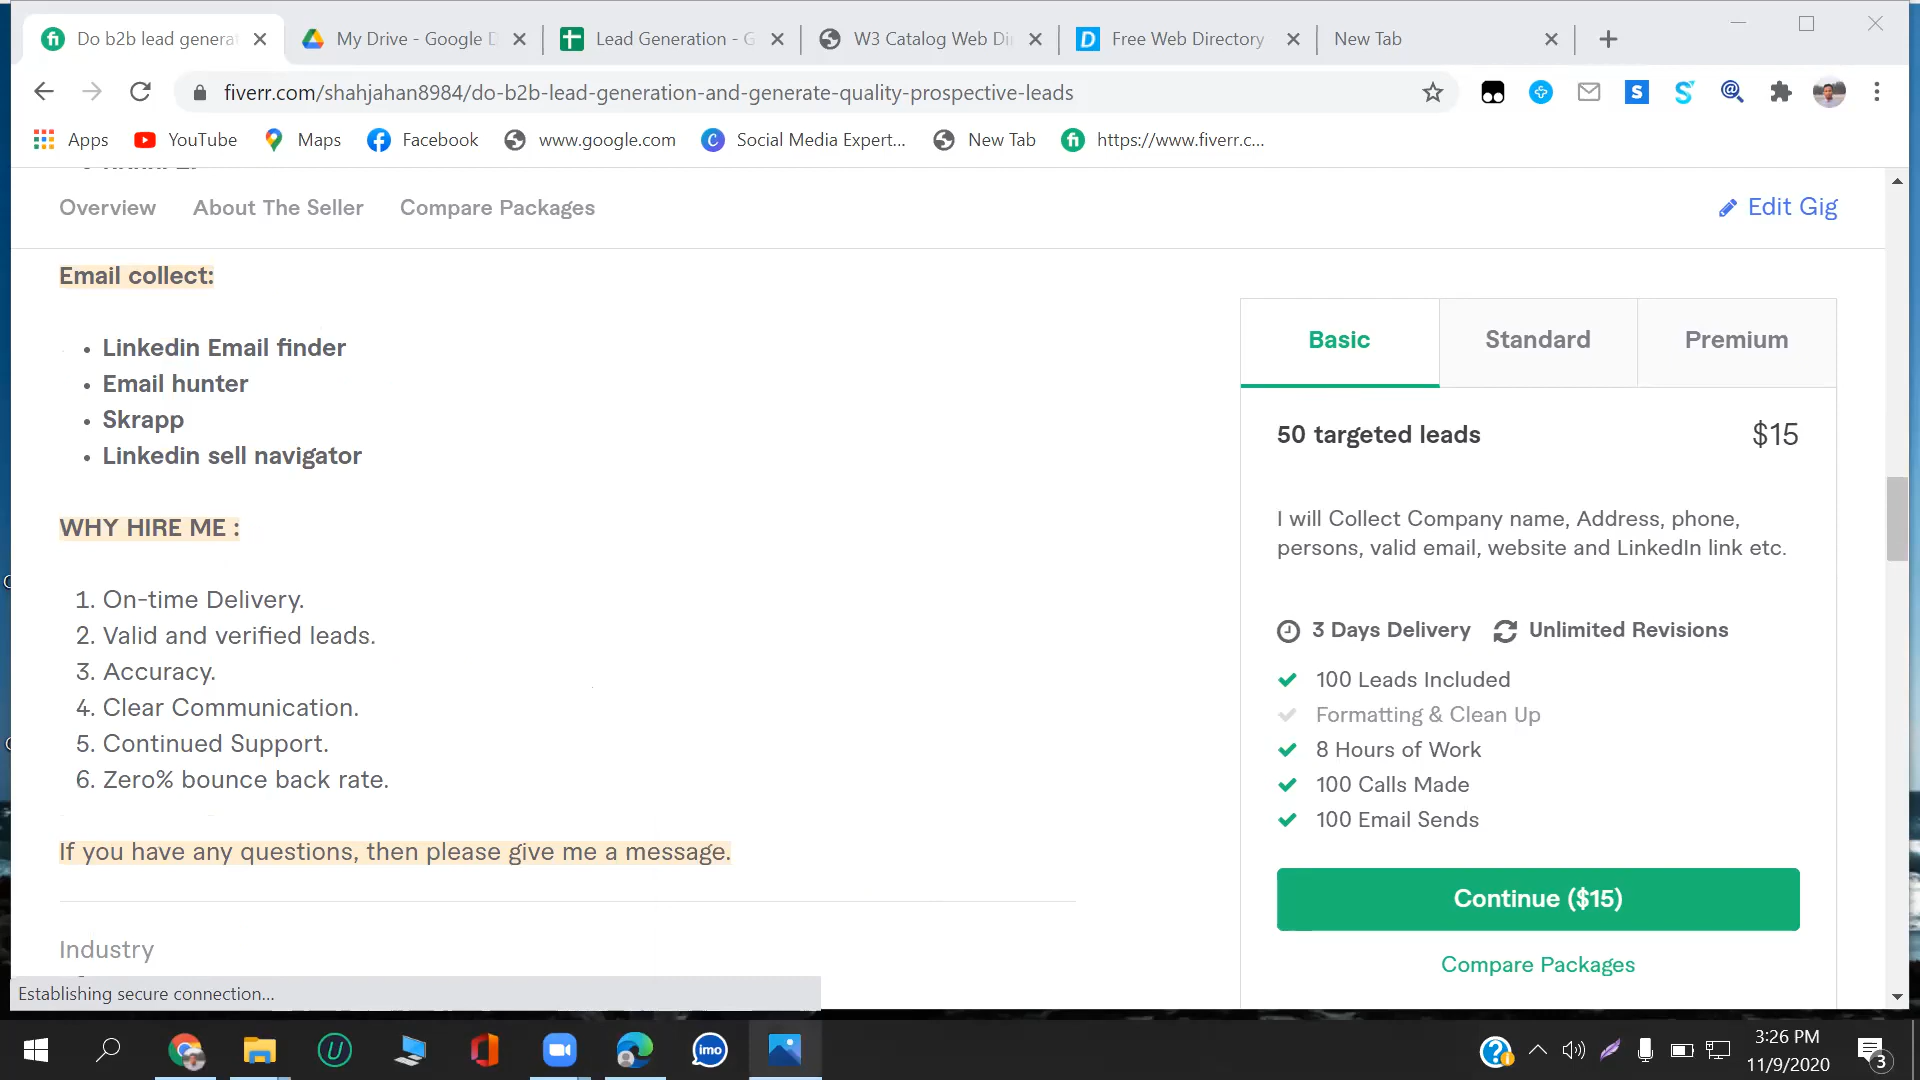 Do b2b lead genera
My Drive - Google D
Lead Generation - G
W3 Catalog Web Di
Free Web Directory
New Tab
fiverr.com/shahjahan8984/do-b2b-lead-generation-and-generate-quality-prospective-leads
Apps
YouTube
Maps
Facebook
www.google.com
Social Media Expert...
New Tab
https://www.fiverr.c...
Overview
About The Seller
Compare Packages
Edit Gig
Email collect:
• Linkedin Email finder
• Email hunter
• Skrapp
• Linkedin sell navigator
WHY HIRE ME :
1. On-time Delivery.
2. Valid and verified leads.
3. Accuracy.
4. Clear Communication.
5. Continued Support.
6. Zero% bounce back rate.
If you have any questions, then please give me a message.
Industry
Establishing secure connection...
Basic
Standard
Premium
50 targeted leads
$15
I will Collect Company name, Address, phone,
persons, valid email, website and LinkedIn link etc.
3 Days Delivery
Unlimited Revisions
100 Leads Included
Formatting & Clean Up
8 Hours of Work
100 Calls Made
100 Email Sends
Continue ($15)
Compare Packages
imo
3:26 PM
11/9/2020
3